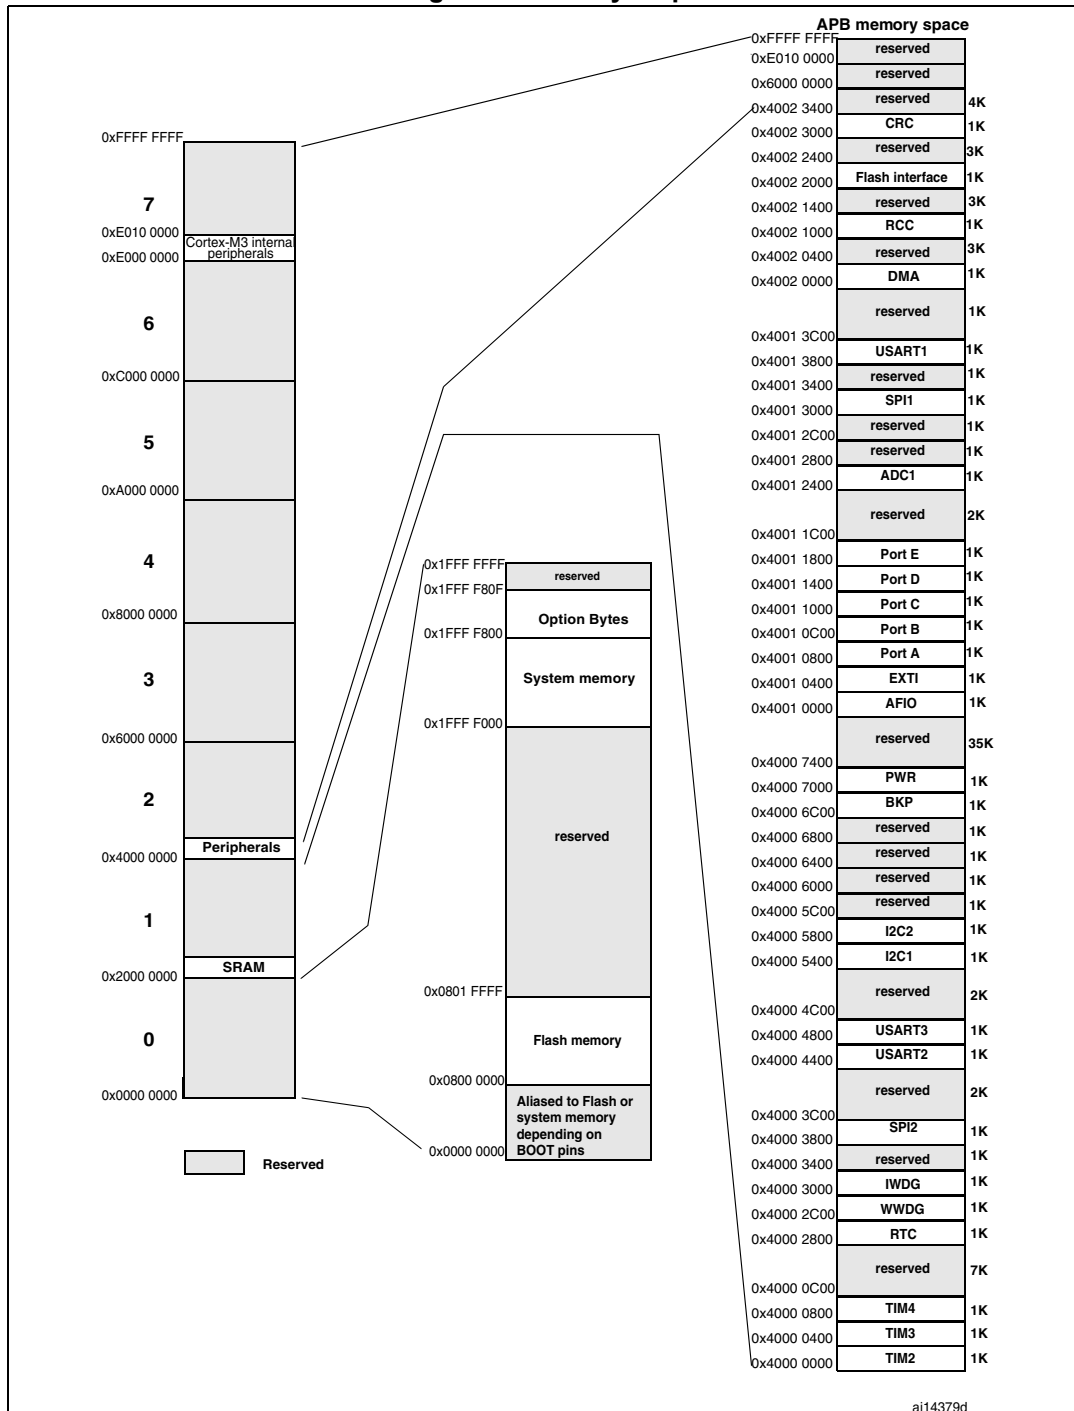 APB memory space
0xFFFF FFFF
reserved
0xE010 0000
reserved
0x6000 0000
reserved 4K
0x4002 3400
CRC 1K
0x4002 3000
reserved 3K
0x4002 2400
Flash interface 1K
0x4002 2000
reserved 3K
0x4002 1400
RCC 1K
0x4002 1000
reserved 3K
0x4002 0400
DMA 1K
0x4002 0000
reserved 1K
0x4001 3C00
USART1 1K
0x4001 3800
reserved 1K
0x4001 3400
SPI1 1K
0x4001 3000
reserved 1K
0x4001 2C00
reserved 1K
0x4001 2800
ADC1 1K
0x4001 2400
reserved 2K
0x4001 1C00
Port E 1K
0x4001 1800
Port D 1K
0x4001 1400
Port C 1K
0x4001 1000
Port B 1K
0x4001 0C00
Port A 1K
0x4001 0800
EXTI 1K
0x4001 0400
AFIO 1K
0x4001 0000
reserved 35K
0x4000 7400
PWR 1K
0x4000 7000
BKP 1K
0x4000 6C00
reserved 1K
0x4000 6800
reserved 1K
0x4000 6400
reserved 1K
0x4000 6000
reserved 1K
0x4000 5C00
I2C2 1K
0x4000 5800
I2C1 1K
0x4000 5400
reserved 2K
0x4000 4C00
USART3 1K
0x4000 4800
USART2 1K
0x4000 4400
reserved 2K
0x4000 3C00
SPI2 1K
0x4000 3800
reserved 1K
0x4000 3400
IWDG 1K
0x4000 3000
WWDG 1K
0x4000 2C00
RTC 1K
0x4000 2800
reserved 7K
0x4000 0C00
TIM4 1K
0x4000 0800
TIM3 1K
0x4000 0400
TIM2 1K
0x4000 0000
0xFFFF FFFF
7
0xE010 0000
Cortex-M3 internal
peripherals
0xE000 0000
6
0xC000 0000
5
0xA000 0000
4
0x8000 0000
3
0x6000 0000
2
Peripherals
0x4000 0000
1
SRAM
0x2000 0000
0
0x0000 0000
Reserved
0x1FFF FFFF
reserved
0x1FFF F80F
Option Bytes
0x1FFF F800
System memory
0x1FFF F000
reserved
0x0801 FFFF
Flash memory
0x0800 0000
Aliased to Flash or
system memory
depending on
BOOT pins
0x0000 0000
ai14379d